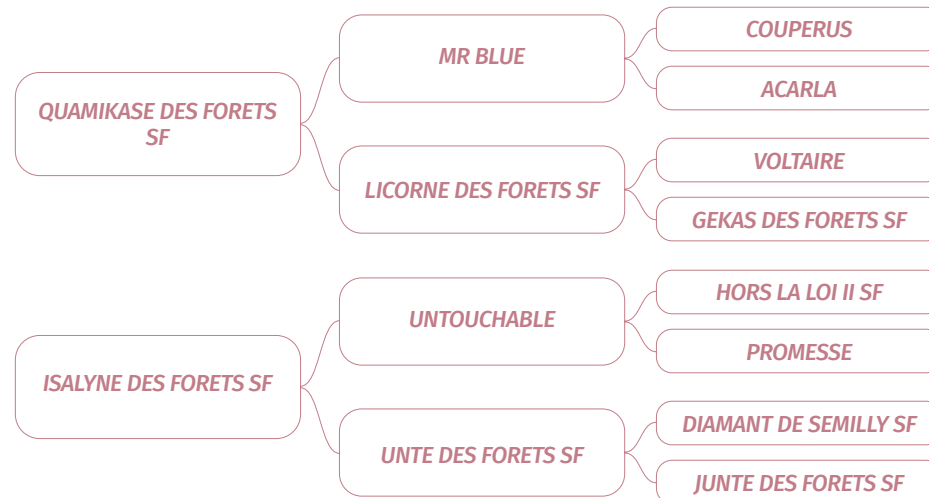 COUPERUS
MR BLUE
ACARLA
QUAMIKASE DES FORETS
SF
VOLTAIRE
LICORNE DES FORETS SF
GEKAS DES FORETS SF
HORS LA LOI II SF
UNTOUCHABLE
PROMESSE
ISALYNE DES FORETS SF
DIAMANT DE SEMILLY SF
UNTE DES FORETS SF
JUNTE DES FORETS SF